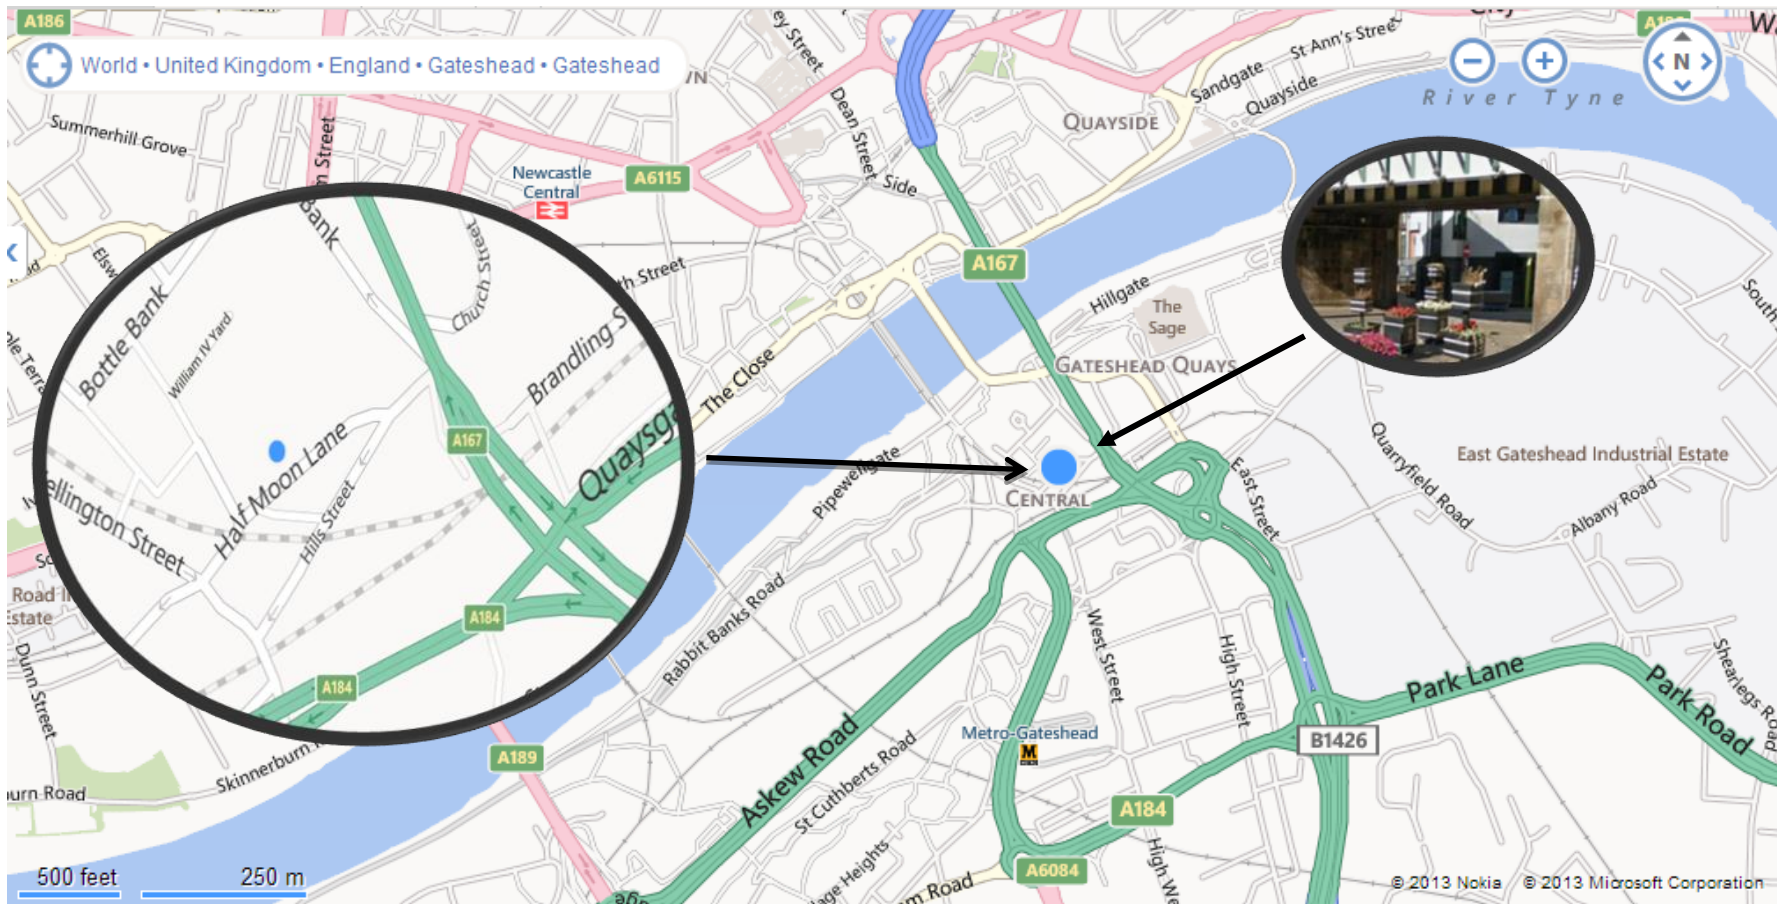 A186
World • United Kingdom • England • Gateshead • Gateshead
Summerhill Grove
Newcastle
Central
A6115
Dean Street
Side
QUAYSIDE
Sandgate
St Ann's Street
Quayside
River Tyne
N
A167
Hillgate
The
Sage
GATESHEAD QUAYS
Bank
Church Street
Bottle Bank
William IV Yard
Brandling
Half Moon Lane
Hills Street
A167
A184
A184
The Close
Pipewellgate
CENTRAL
East Street
Quarryfield Road
East Gateshead Industrial Estate
Albany Road
Road
Estate
Dunn Street
Rabbit Banks Road
West Street
High Street
Park Lane
Park Road
Shearlegs Road
Metro-Gateshead
M
B1426
A189
Skinnerburn
Askew Road
St Cuthberts Road
A184
A6084
Road
500 feet
250 m
© 2013 Nokia © 2013 Microsoft Corporation